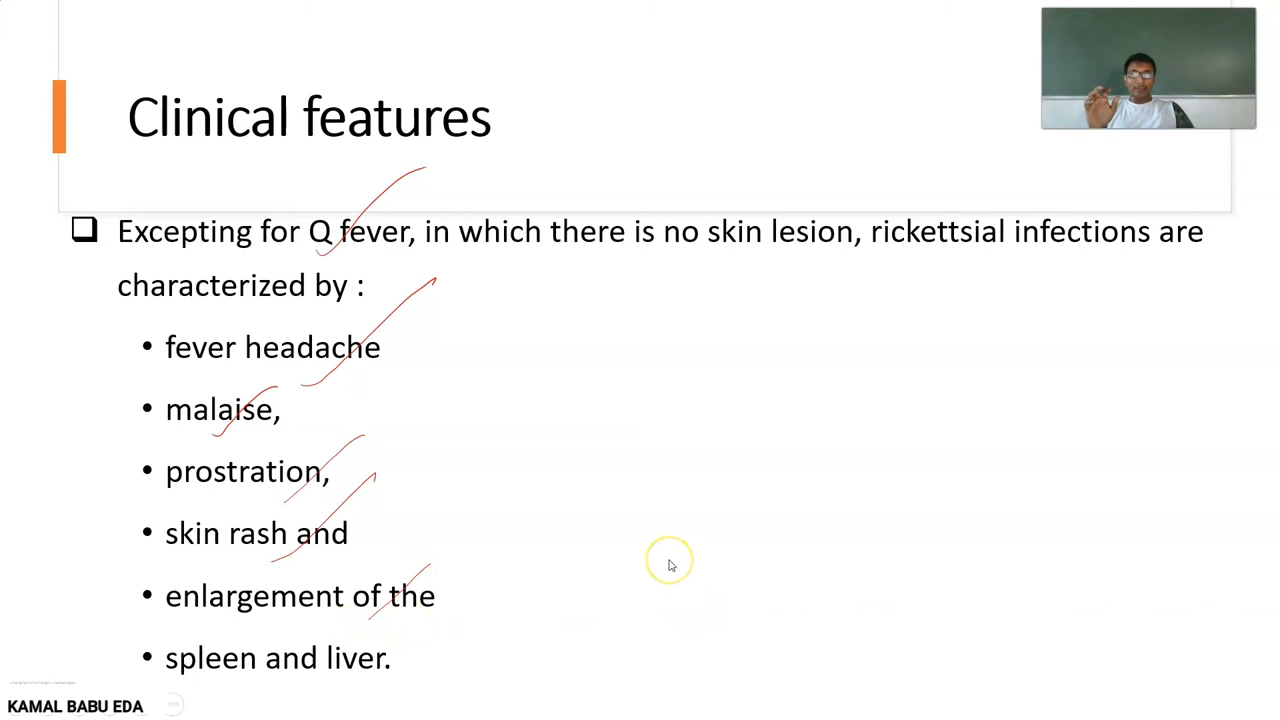 Clinical features
Excepting for Q fever, in which there is no skin lesion, rickettsial infections are
characterized by :
• fever headache
• malaise,
• prostration,
• skin rash and
• enlargement of the
• spleen and liver.
KAMAL BABU EDA